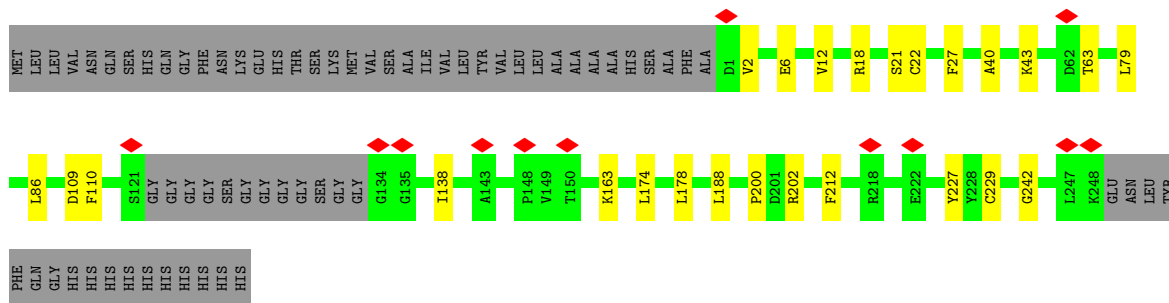 MET LEU LEU VAL ASN GLN SER HIS GLN GLY PHE ASN LYS GLU HIS THR SER LYS MET VAL SER ALA ILE VAL LEU TYR VAL LEU LEU ALA ALA ALA ALA HIS SER ALA PHE ALA D1 V2 E6 V12 R18 S21 C22 F27 A40 K43 D62 T63 L79
L86 D109 F110 S121 GLY GLY GLY GLY SER GLY GLY GLY GLY SER GLY GLY G134 G135 I138 A143 P148 V149 T150 K163 L174 L178 L188 P200 D201 R202 F212 R218 E222 Y227 Y228 C229 G242 L247 K248 GLU ASN LEU TYR
PHE GLN GLY HIS HIS HIS HIS HIS HIS HIS HIS HIS